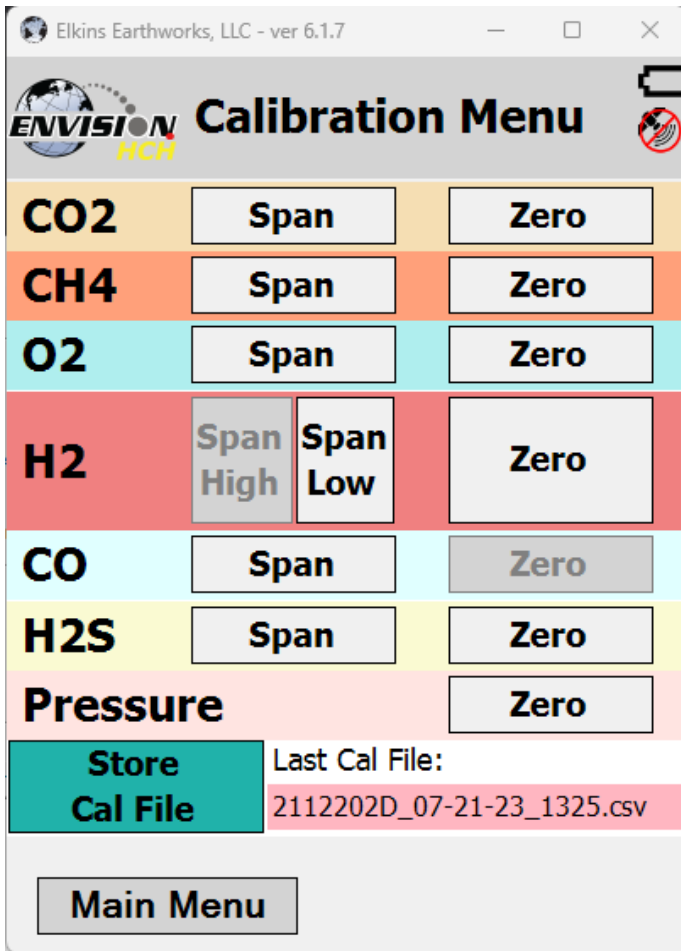 Elkins Earthworks, LLC - ver 6.1.7
ENVISION
HCH
Calibration Menu
CO2 Span Zero
CH4 Span Zero
O2 Span Zero
H2 Span High Span Low Zero
CO Span Zero
H2S Span Zero
Pressure Zero
Store
Cal File
Last Cal File:
2112202D_07-21-23_1325.csv
Main Menu